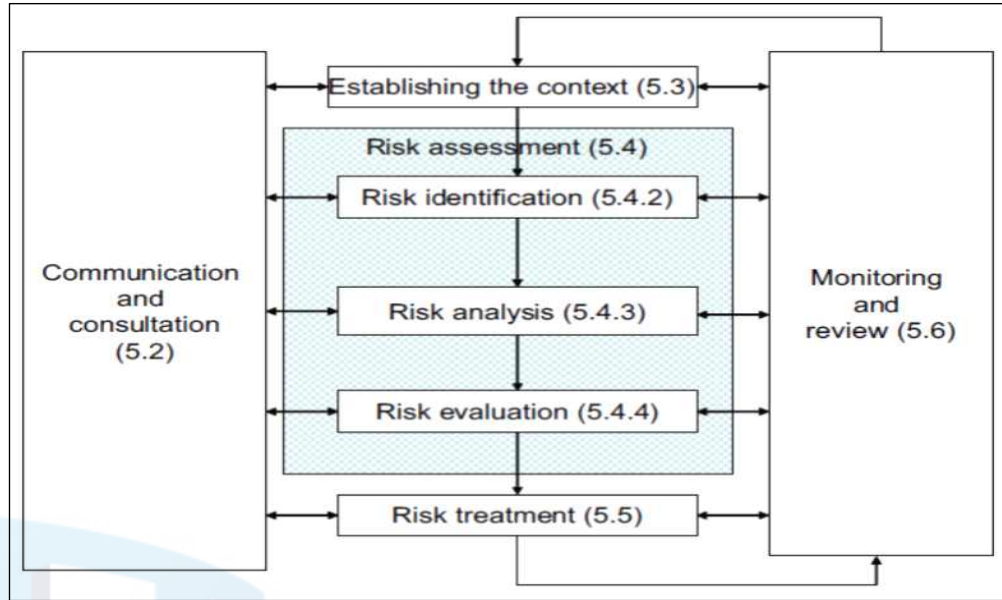 Establishing the context (5.3)
Risk assessment (5.4)
Risk identification (5.4.2)
Communication
and
consultation
(5.2)
Risk analysis (5.4.3)
Monitoring
and
review (5.6)
Risk evaluation (5.4.4)
Risk treatment (5.5)